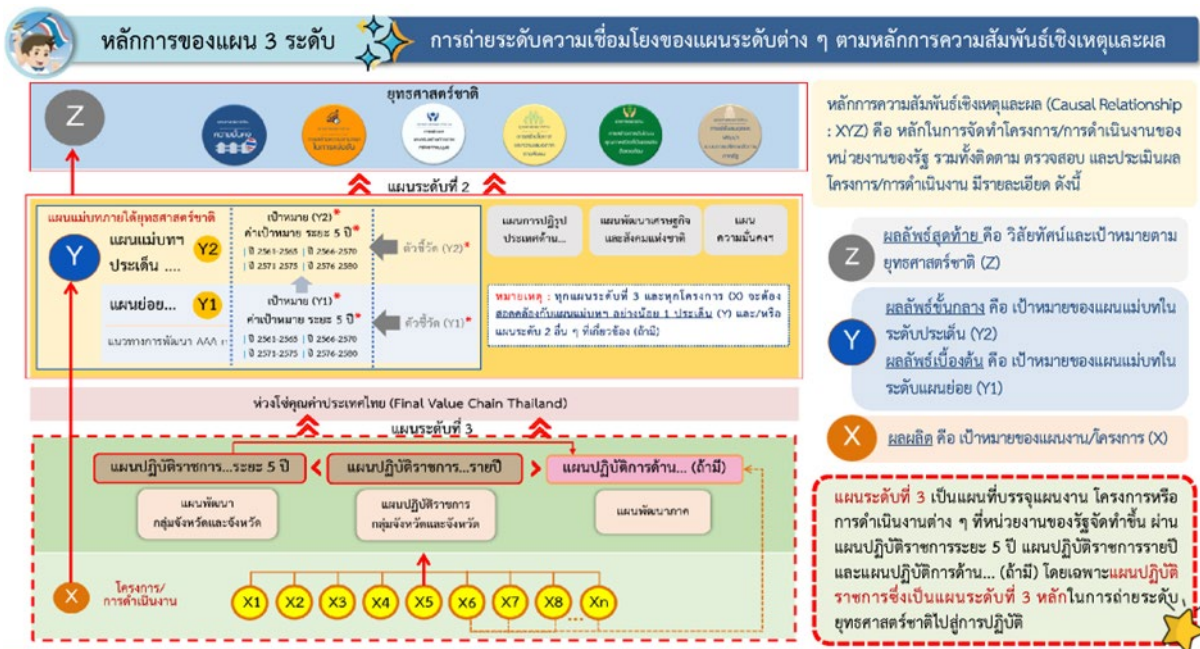 หลักการของแผน 3 ระดับ
การถ่ายระดับความเชื่อมโยงของแผนระดับต่าง ๆ ตามหลักการความสัมพันธ์เชิงเหตุและผล
Z
ยุทธศาสตร์ชาติ
ความมั่นคง
ในการแข่งขัน
แผนระดับที่ 2
แผนแม่บทภายใต้ยุทธศาสตร์ชาติ
Y
แผนแม่บทฯ
ประเด็น ....
Y2
เป้าหมาย (Y2)*
ค่าเป้าหมาย ระยะ 5 ปี*
| ปี 2561-2565 | ปี 2566-2570
| ปี 2571-2575 | ปี 2576-2580
ตัวชี้วัด (Y2)*
แผนย่อย...
Y1
แนวทางการพัฒนา
เป้าหมาย (Y1)*
ค่าเป้าหมาย ระยะ 5 ปี*
| ปี 2561-2565 | ปี 2566-2570
| ปี 2571-2575 | ปี 2576-2580
ตัวชี้วัด (Y1)*
แผนการปฏิรูป
ประเทศด้าน...
แผนพัฒนาเศรษฐกิจ
และสังคมแห่งชาติ
แผน
ความมั่นคงฯ
หมายเหตุ : ทุกแผนระดับที่ 3 และทุกโครงการ (X) จะต้อง
สอดคล้องกับแผนแม่บทฯ อย่างน้อย 1 ประเด็น (Y) และ/หรือ
แผนระดับ 2 อื่น ๆ ที่เกี่ยวข้อง (ถ้ามี)
ห่วงโซ่คุณค่าประเทศไทย (Final Value Chain Thailand)
แผนระดับที่ 3
แผนปฏิบัติราชการ...ระยะ 5 ปี
แผนปฏิบัติราชการ...รายปี
แผนปฏิบัติการด้าน... (ถ้ามี)
แผนพัฒนา
กลุ่มจังหวัดและจังหวัด
แผนปฏิบัติราชการ
กลุ่มจังหวัดและจังหวัด
แผนพัฒนาภาค
X
โครงการ/
การดำเนินงาน
X1 X2 X3 X4 X5 X6 X7 X8 ... Xn
หลักการความสัมพันธ์เชิงเหตุและผล (Causal Relationship
: XYZ) คือ หลักในการจัดทำโครงการ/การดำเนินงานของ
หน่วยงานของรัฐ รวมทั้งติดตาม ตรวจสอบ และประเมินผล
โครงการ/การดำเนินงาน มีรายละเอียด ดังนี้
Z
ผลลัพธ์สุดท้าย คือ วิสัยทัศน์และเป้าหมายตาม
ยุทธศาสตร์ชาติ (Z)
Y
ผลลัพธ์ขั้นกลาง คือ เป้าหมายของแผนแม่บทใน
ระดับประเด็น (Y2)
ผลลัพธ์เบื้องต้น คือ เป้าหมายของแผนแม่บทใน
ระดับแผนย่อย (Y1)
X
ผลผลิต คือ เป้าหมายของแผนงาน/โครงการ (X)
แผนระดับที่ 3 เป็นแผนที่บรรจุแผนงาน โครงการหรือ
การดำเนินงานต่าง ๆ ที่หน่วยงานของรัฐจัดทำขึ้น ผ่าน
แผนปฏิบัติราชการระยะ 5 ปี แผนปฏิบัติราชการรายปี
และแผนปฏิบัติการด้าน... (ถ้ามี) โดยเฉพาะแผนปฏิบัติ
ราชการซึ่งเป็นแผนระดับที่ 3 หลักในการถ่ายระดับ
ยุทธศาสตร์ชาติไปสู่การปฏิบัติ